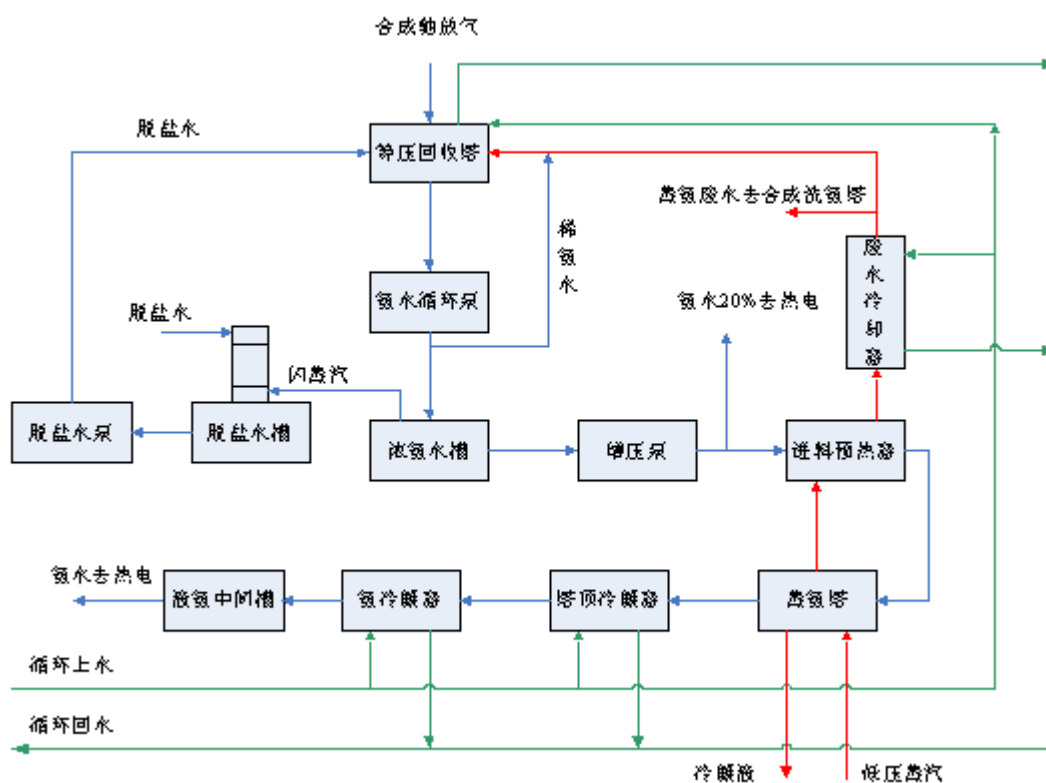 合成弛放气
脱盐水
等压回收塔
蒸氨废水去合成洗氨塔
稀氨水
废水冷却器
氨水循环泵
脱盐水
氨水20%去热电
闪蒸汽
脱盐水泵
脱盐水槽
浓氨水槽
增压泵
进料预热器
氨水去热电
液氨中间槽
氨冷凝器
塔顶冷凝器
蒸氨塔
循环上水
循环回水
冷凝液
低压蒸汽